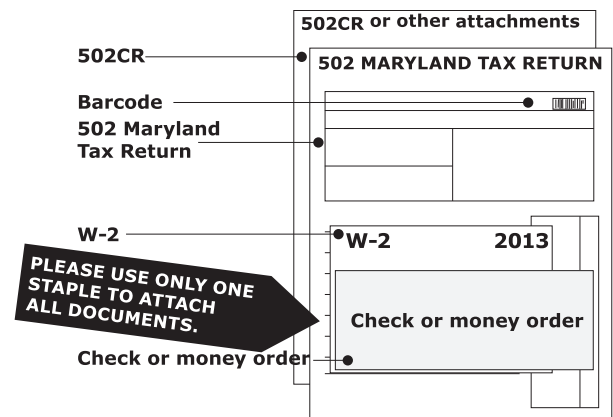 502CR or other attachments
502CR
502 MARYLAND TAX RETURN
Barcode
502 Maryland
Tax Return
W-2
W-2 2013
PLEASE USE ONLY ONE
STAPLE TO ATTACH
ALL DOCUMENTS.
Check or money order
Check or money order